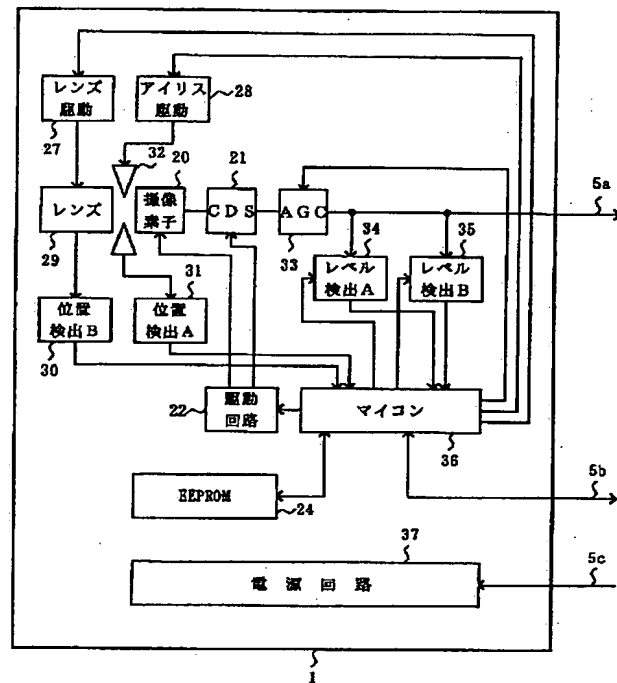 レンズ
駆動
27
アイリス
駆動
28
32
20
21
撮像
素子
CDS
AGC
33
5a
レンズ
29
34
35
レベル
検出A
レベル
検出B
31
位置
検出B
30
位置
検出A
駆動
回路
22
マイコン
36
EEPROM
24
5b
37
電源回路
5c
1